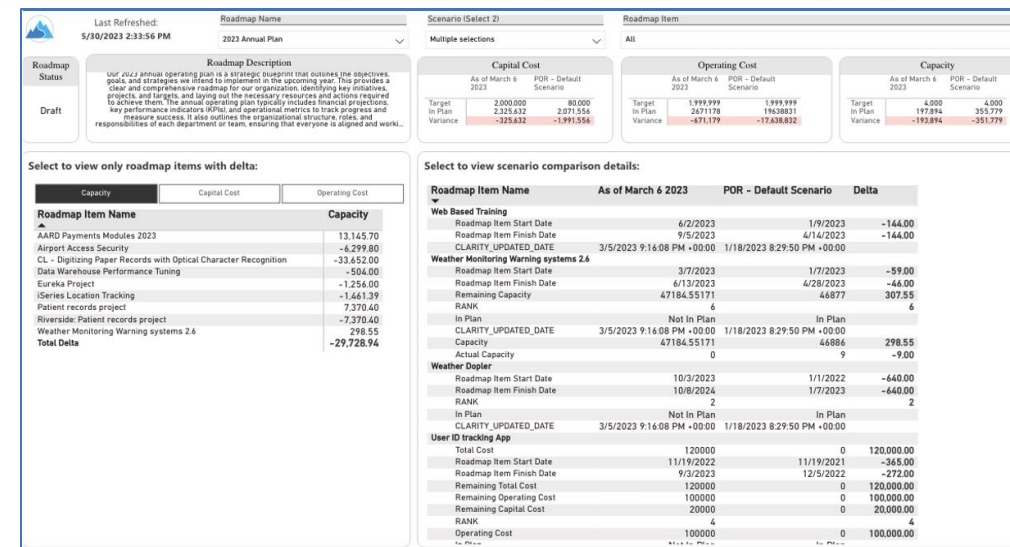 Last Refreshed:
5/30/2023 2:33:56 PM
Roadmap Name
2023 Annual Plan
Scenario (Select 2)
Multiple selections
Roadmap Item
All
Roadmap Status
Draft
Roadmap Description
Our 2023 annual operating plan is a strategic blueprint that outlines the objectives,
goals, and strategies we intend to implement in the upcoming year. This provides a
clear and comprehensive roadmap for our organization, identifying key initiatives,
projects, and targets, and laying out the necessary resources and actions required
to achieve them. The annual operating plan typically includes financial projections,
key performance indicators (KPIs), and operational metrics to track progress and
measure success. It also outlines the organizational structure, roles, and
responsibilities of each department or team, ensuring that everyone is aligned and worki...
Capital Cost
As of March 6 2023 POR - Default Scenario
Target 2,000,000 80,000
In Plan 2,325,632 2,071,556
Variance -325,632 -1,991,556
Operating Cost
As of March 6 2023 POR - Default Scenario
Target 1,999,999 1,999,999
In Plan 2671178 19638831
Variance -671,179 -17,638,832
Capacity
As of March 6 2023 POR - Default Scenario
Target 4,000 4,000
In Plan 197,894 355,779
Variance -193,894 -351,779
Select to view only roadmap items with delta:
Capacity Capital Cost Operating Cost
Roadmap Item Name Capacity
AARD Payments Modules 2023 13,145.70
Airport Access Security -6,299.80
CL - Digitizing Paper Records with Optical Character Recognition -33,652.00
Data Warehouse Performance Tuning -504.00
Eureka Project -1,256.00
iSeries Location Tracking -1,461.39
Patient records project 7,370.40
Riverside: Patient records project -7,370.40
Weather Monitoring Warning systems 2.6 298.55
Total Delta -29,728.94
Select to view scenario comparison details:
Roadmap Item Name As of March 6 2023 POR - Default Scenario Delta
Web Based Training
Roadmap Item Start Date 6/2/2023 1/9/2023 -144.00
Roadmap Item Finish Date 9/5/2023 4/14/2023 -144.00
CLARITY_UPDATED_DATE 3/5/2023 9:16:08 PM +00:00 1/18/2023 8:29:50 PM +00:00
Weather Monitoring Warning systems 2.6
Roadmap Item Start Date 3/7/2023 1/7/2023 -59.00
Roadmap Item Finish Date 6/13/2023 4/28/2023 -46.00
Remaining Capacity 47184.55171 46877 307.55
RANK 6 6
In Plan Not In Plan In Plan
CLARITY_UPDATED_DATE 3/5/2023 9:16:08 PM +00:00 1/18/2023 8:29:50 PM +00:00
Capacity 47184.55171 46886 298.55
Actual Capacity 0 9 -9.00
Weather Dopler
Roadmap Item Start Date 10/3/2023 1/1/2022 -640.00
Roadmap Item Finish Date 10/8/2024 1/7/2023 -640.00
RANK 2 2
In Plan Not In Plan In Plan
CLARITY_UPDATED_DATE 3/5/2023 9:16:08 PM +00:00 1/18/2023 8:29:50 PM +00:00
User ID tracking App
Total Cost 120000 0 120,000.00
Roadmap Item Start Date 11/19/2022 11/19/2021 -365.00
Roadmap Item Finish Date 9/3/2023 12/5/2022 -272.00
Remaining Total Cost 120000 0 120,000.00
Remaining Operating Cost 100000 0 100,000.00
Remaining Capital Cost 20000 0 20,000.00
RANK 4 4
Operating Cost 100000 0 100,000.00